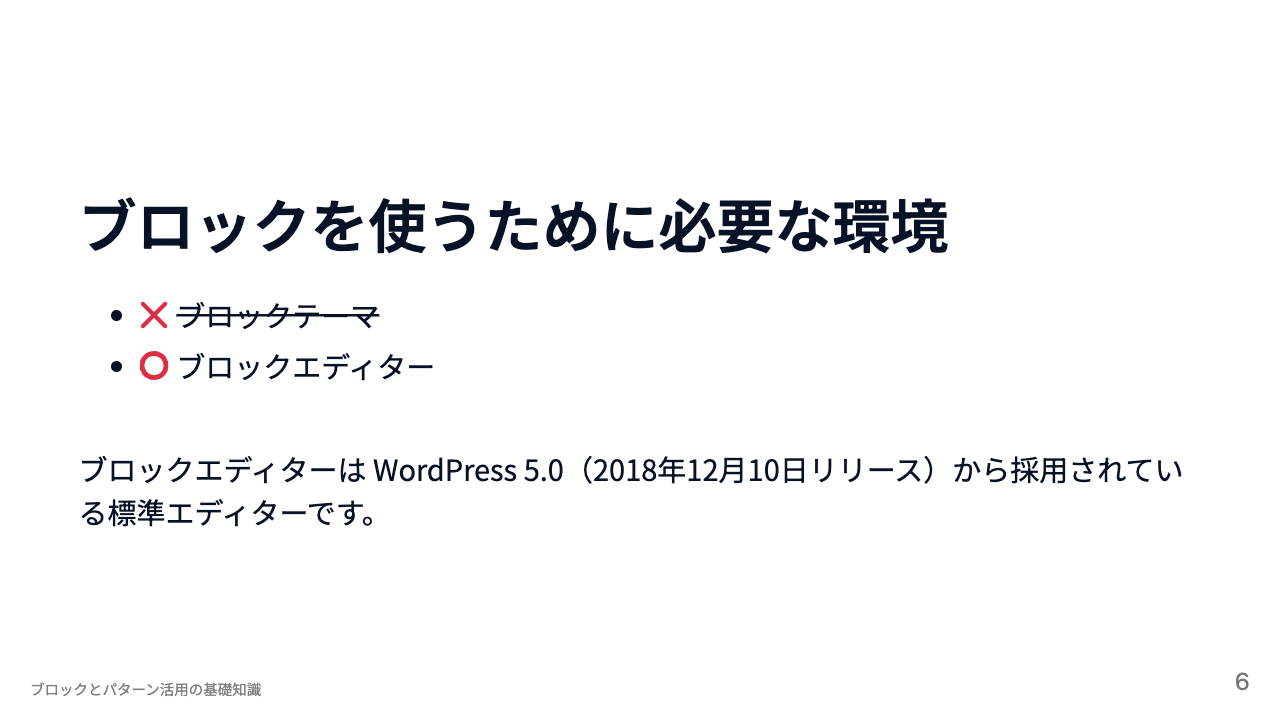 ブロックを使うために必要な環境
• ❌ ブロックテーマ
• ⭕ ブロックエディター
ブロックエディターは WordPress 5.0（2018年12月10日リリース）から採用されてい
る標準エディターです。
ブロックとパターン活用の基礎知識
6